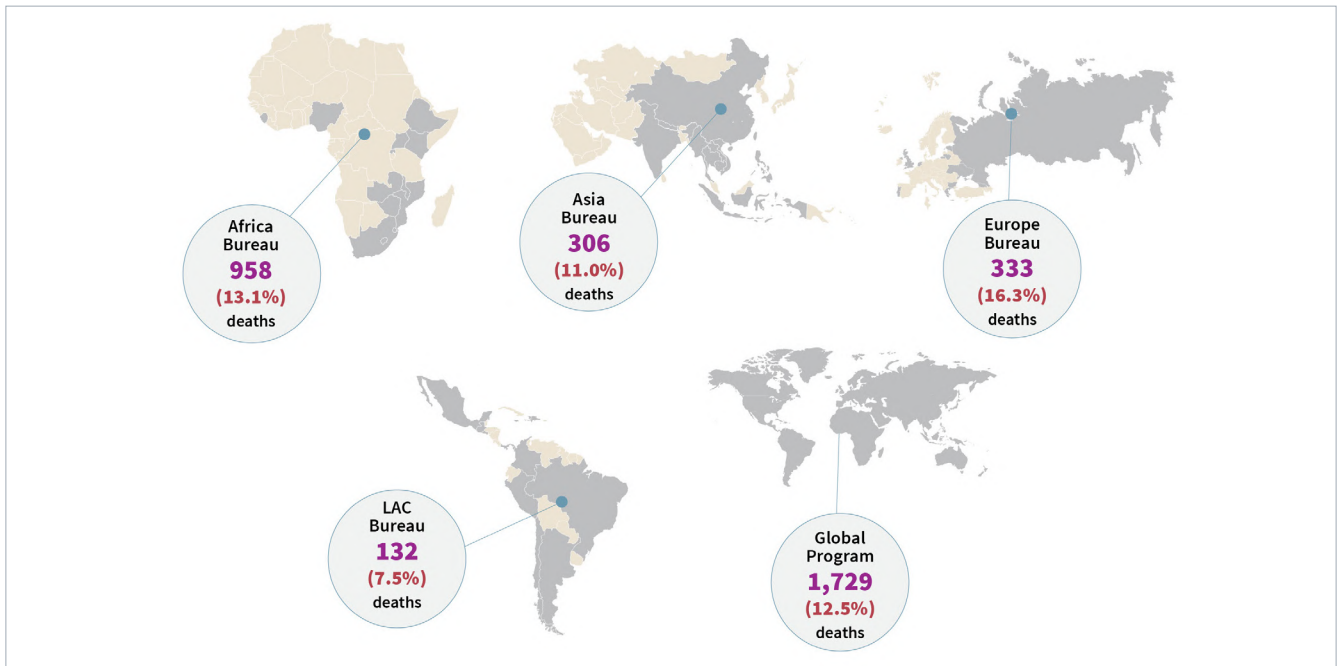 Africa
Bureau
958
(13.1%)
deaths
Asia
Bureau
306
(11.0%)
deaths
Europe
Bureau
333
(16.3%)
deaths
LAC
Bureau
132
(7.5%)
deaths
Global
Program
1,729
(12.5%)
deaths